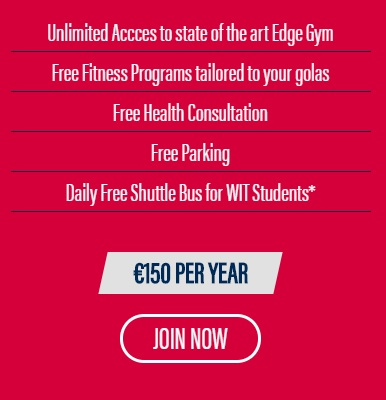 Unlimited Accces to state of the art Edge Gym
Free Fitness Programs tailored to your golas
Free Health Consultation
Free Parking
Daily Free Shuttle Bus for WIT Students*
€150 PER YEAR
JOIN NOW